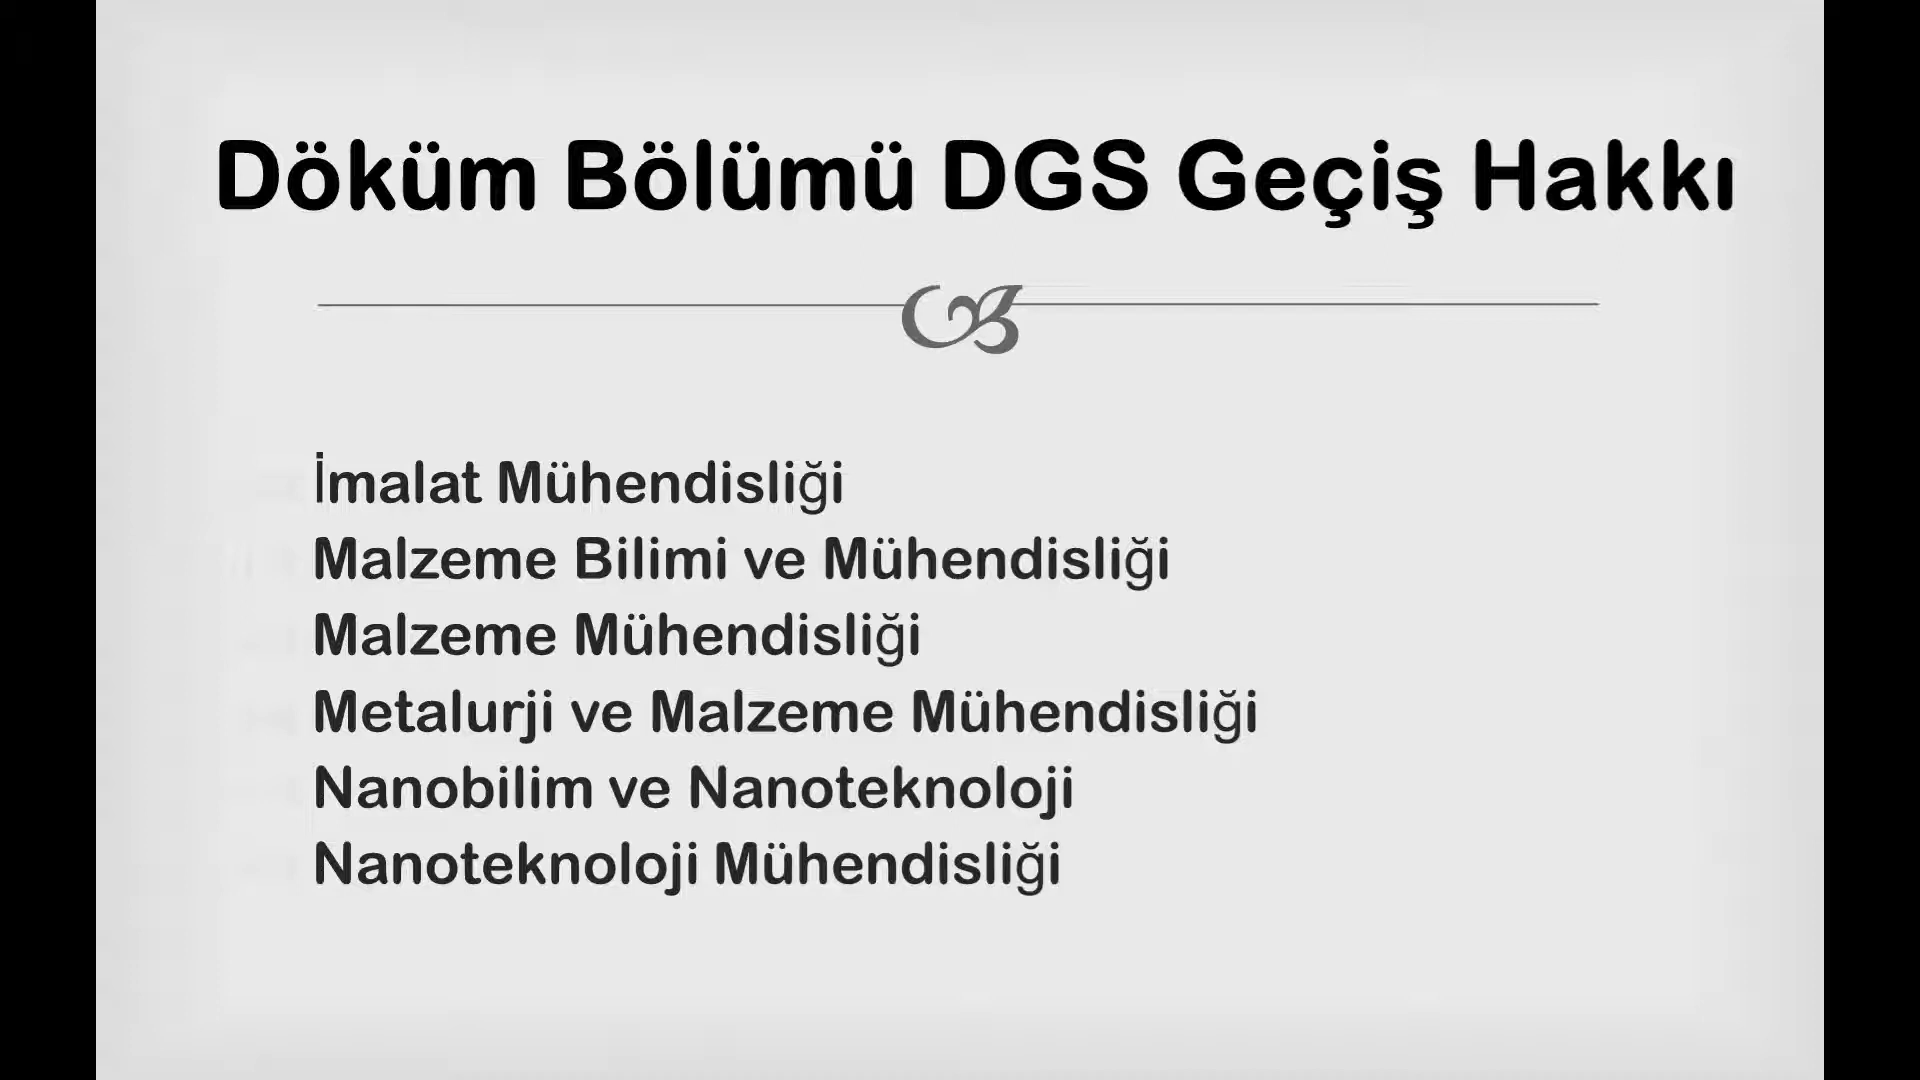 Döküm Bölümü DGS Geçiş Hakkı
İmalat Mühendisliği
Malzeme Bilimi ve Mühendisliği
Malzeme Mühendisliği
Metalurji ve Malzeme Mühendisliği
Nanobilim ve Nanoteknoloji
Nanoteknoloji Mühendisliği